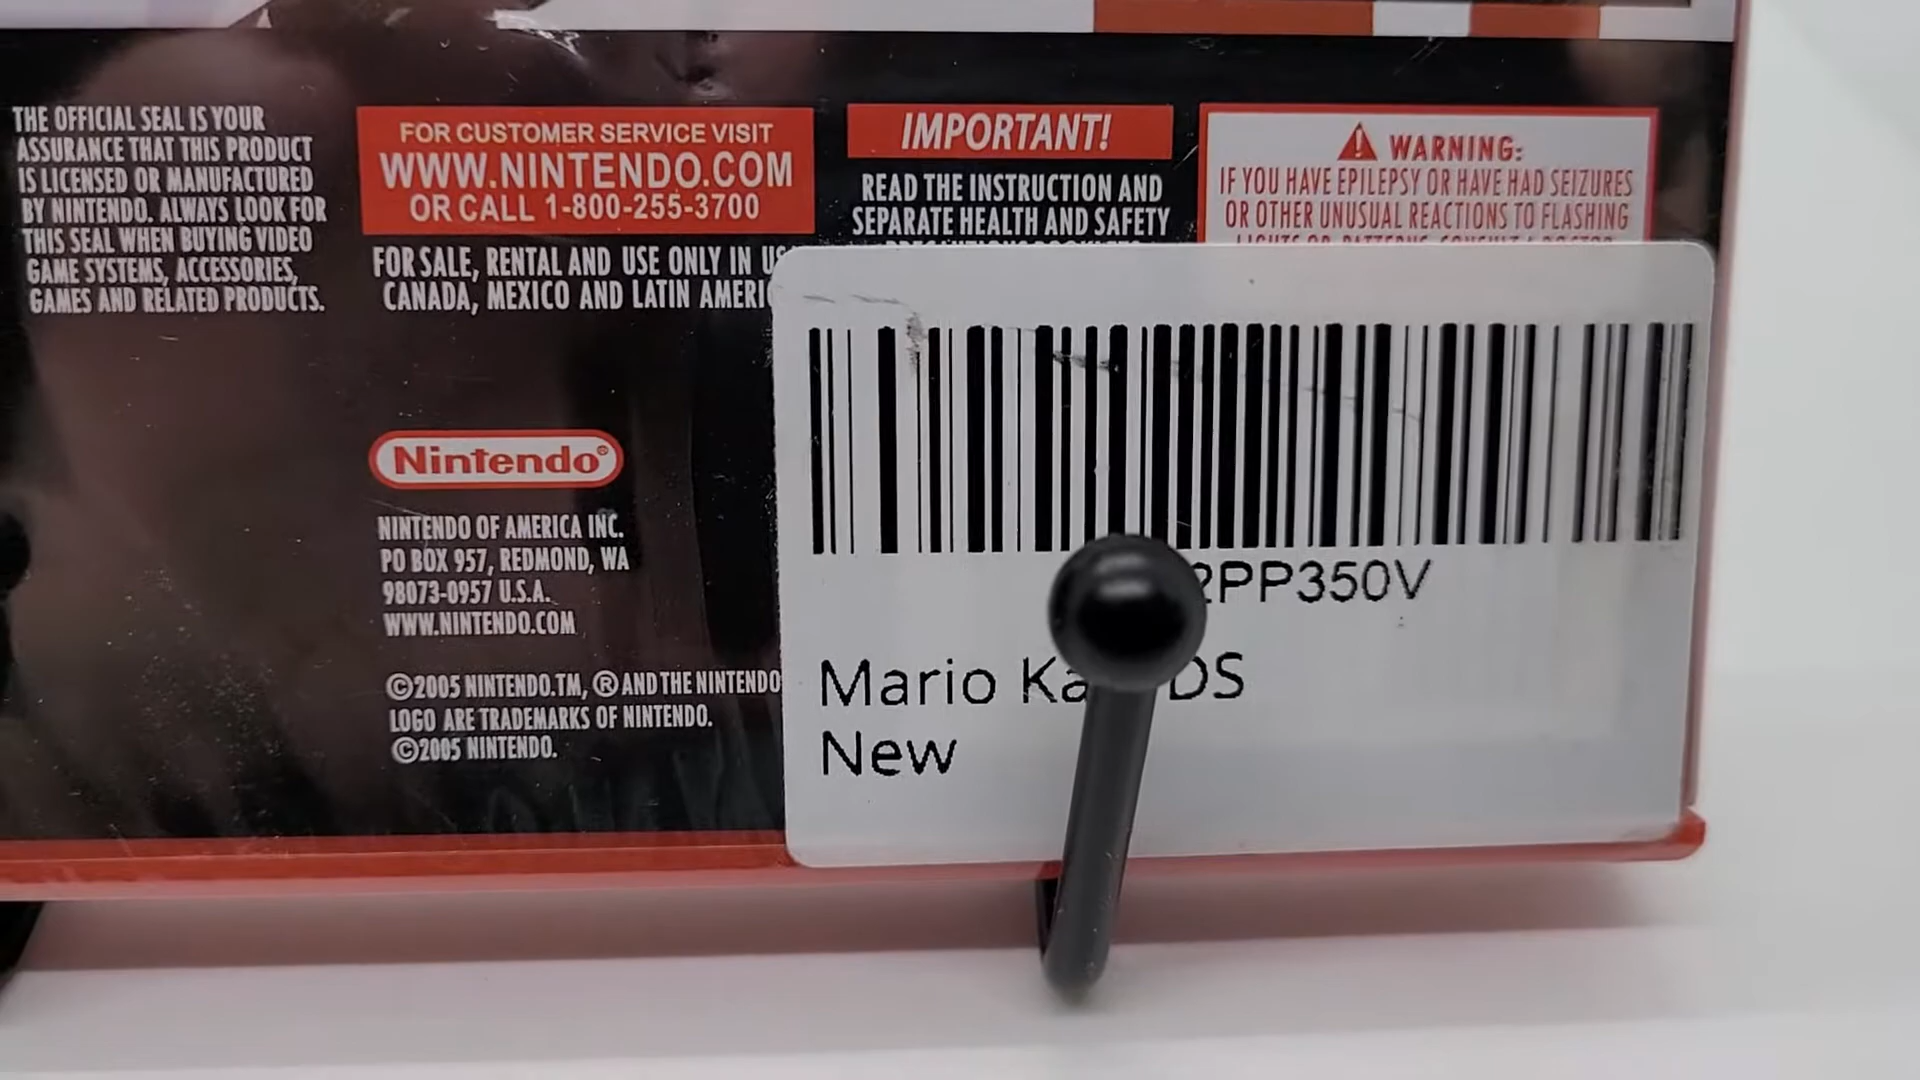 THE OFFICIAL SEAL IS YOUR
ASSURANCE THAT THIS PRODUCT
IS LICENSED OR MANUFACTURED
BY NINTENDO. ALWAYS LOOK FOR
THIS SEAL WHEN BUYING VIDEO
GAME SYSTEMS, ACCESSORIES,
GAMES AND RELATED PRODUCTS.
FOR CUSTOMER SERVICE VISIT
WWW.NINTENDO.COM
OR CALL 1-800-255-3700
FOR SALE, RENTAL AND USE ONLY IN
CANADA, MEXICO AND LATIN
Nintendo®
NINTENDO OF AMERICA INC.
PO BOX 957, REDMOND, WA
98073-0957 U.S.A.
WWW.NINTENDO.COM
©2005 NINTENDO.TM, ® AND THE NINTENDO
LOGO ARE TRADEMARKS OF NINTENDO.
©2005 NINTENDO.
IMPORTANT!
READ THE INSTRUCTION AND
SEPARATE HEALTH AND SAFETY
WARNING:
IF YOU HAVE EPILEPSY OR HAVE HAD SEIZURES
OR OTHER UNUSUAL REACTIONS TO FLASHING
2PP350V
Mario DS
New